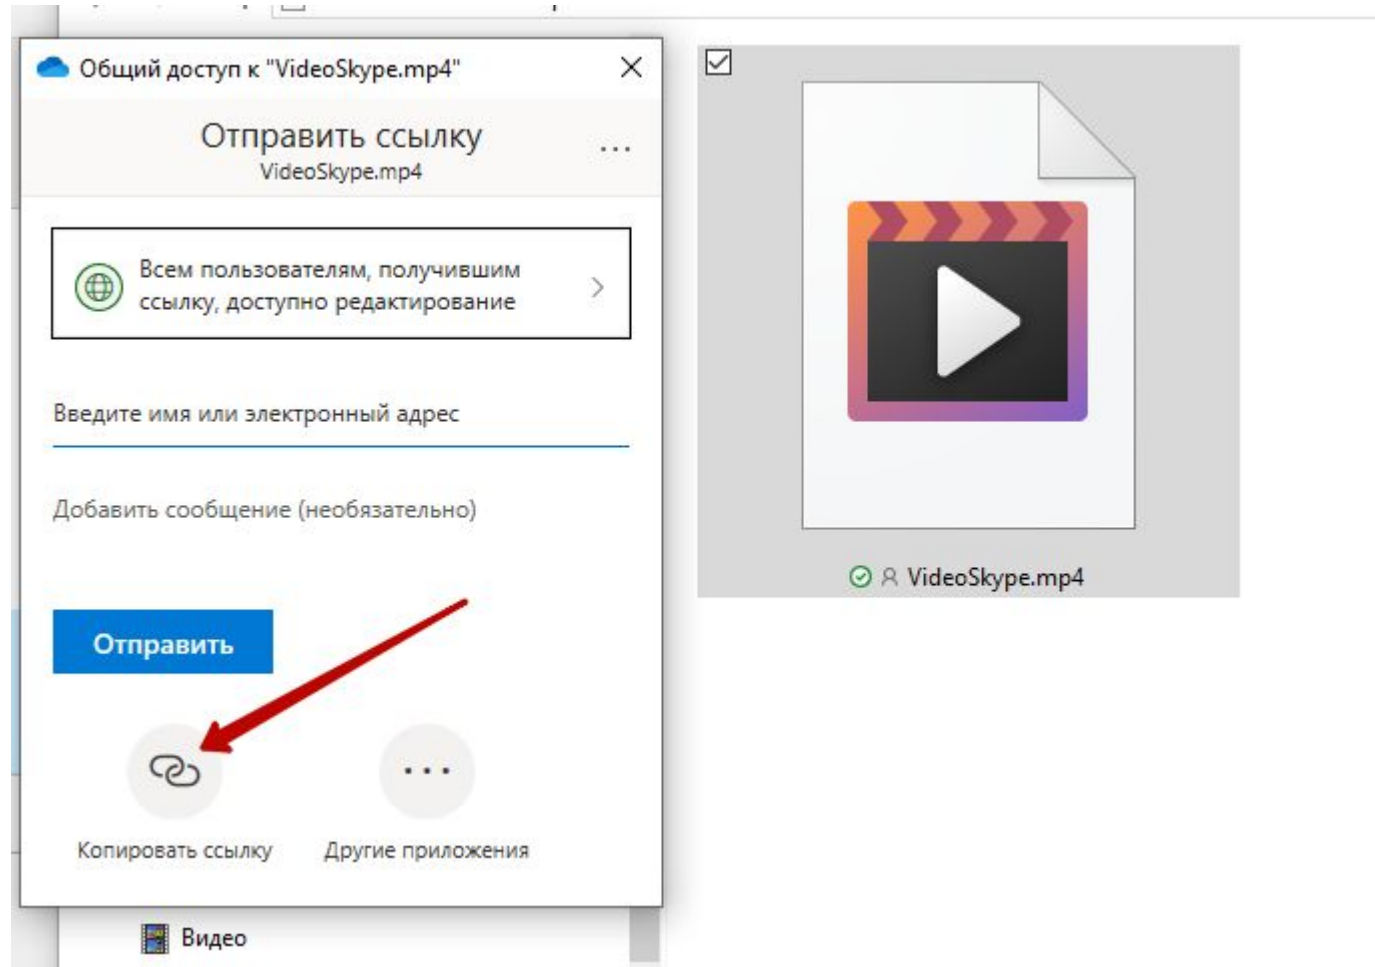 Общий доступ к "VideoSkype.mp4"
Отправить ссылку
VideoSkype.mp4
Всем пользователям, получившим
ссылку, доступно редактирование
Введите имя или электронный адрес
Добавить сообщение (необязательно)
Отправить
Копировать ссылку
Другие приложения
Видео
VideoSkype.mp4